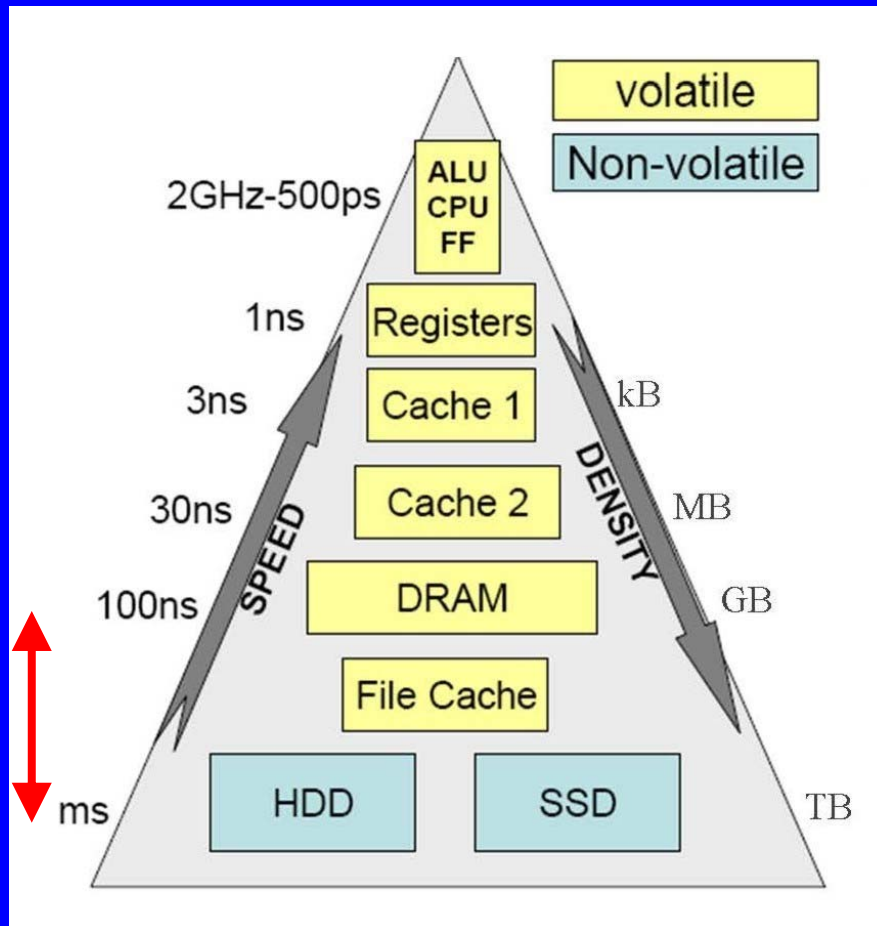 volatile
Non-volatile
2GHz-500ps
ALU
CPU
FF
1ns
Registers
3ns
Cache 1
kB
30ns
Cache 2
MB
SPEED
DENSITY
100ns
DRAM
GB
File Cache
ms
HDD
SSD
TB